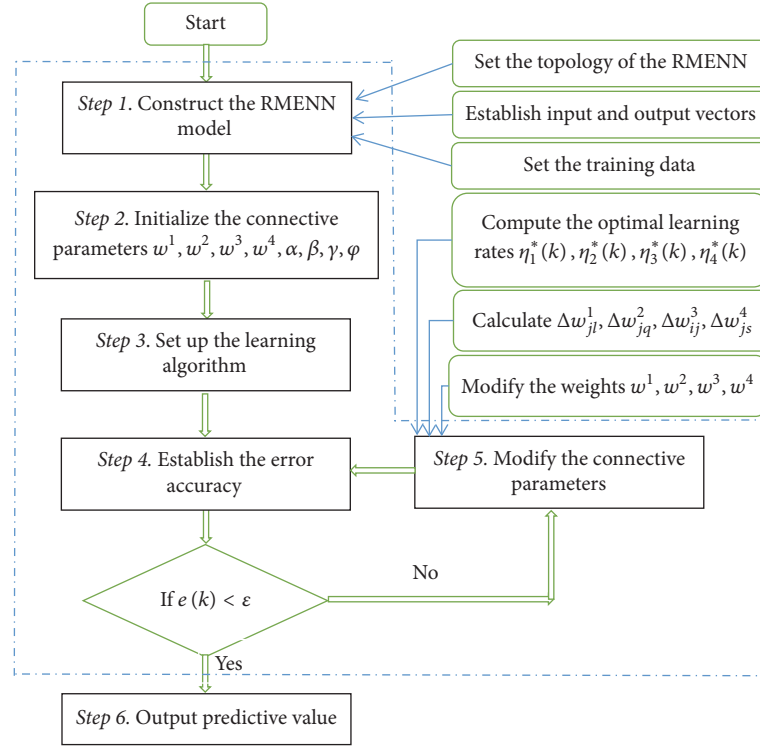 Start
Step 1. Construct the RMENN
model
Set the topology of the RMENN
Establish input and output vectors
Set the training data
Step 2. Initialize the connective
parameters w¹, w², w³, w⁴, α, β, γ, φ
Compute the optimal learning
rates η₁*(k), η₂*(k), η₃*(k), η₄*(k)
Step 3. Set up the learning
algorithm
Calculate Δw¹ⱼₗ, Δw²ⱼq, Δw³ᵢⱼ, Δw⁴ⱼₛ
Modify the weights w¹, w², w³, w⁴
Step 4. Establish the error
accuracy
Step 5. Modify the connective
parameters
If e (k) < ε
No
Yes
Step 6. Output predictive value